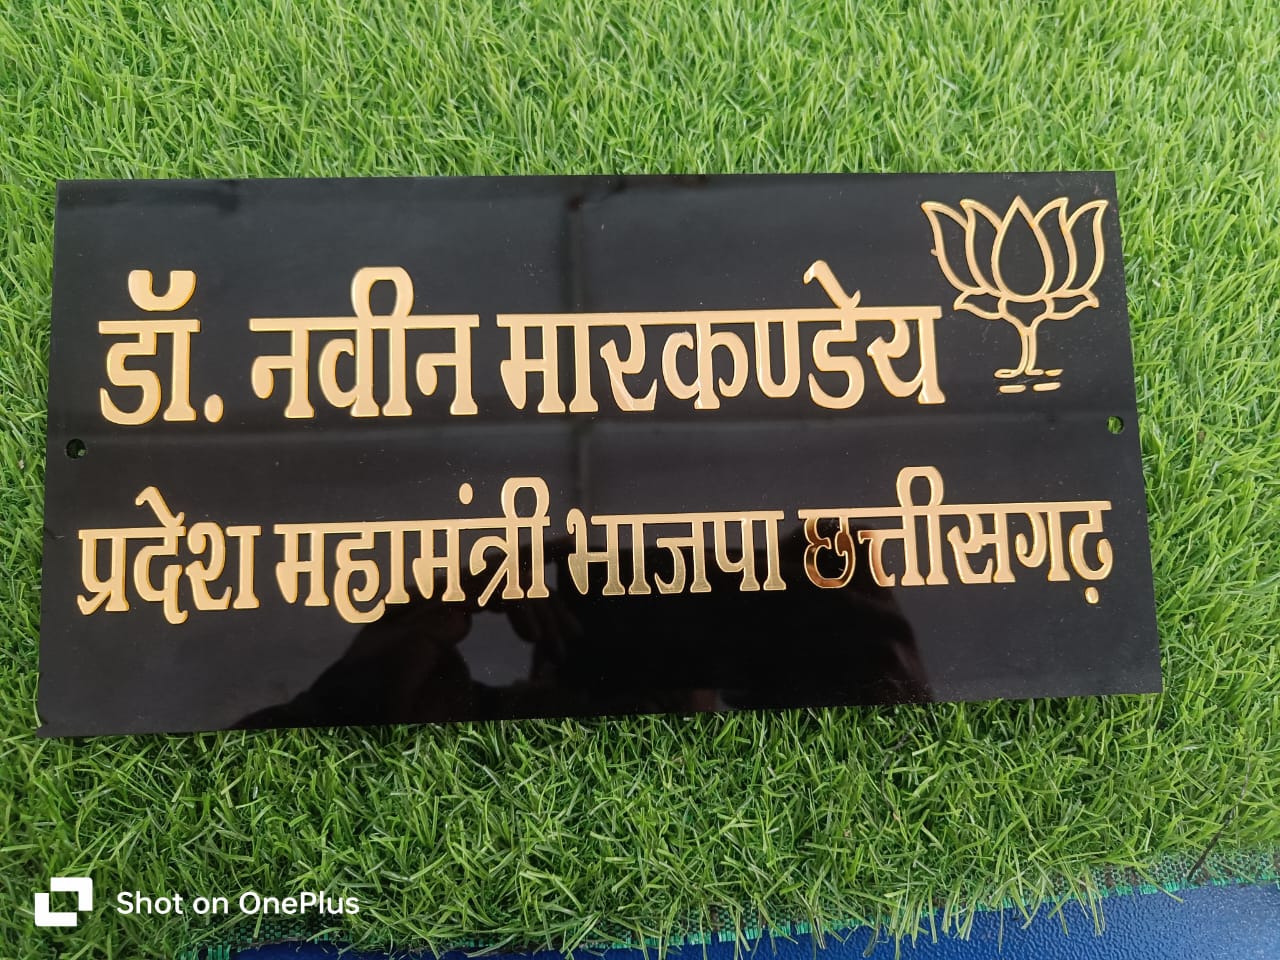 डॉ. नवीन मारकण्डेय
प्रदेश महामंत्री भाजपा छत्तीसगढ़
Shot on OnePlus